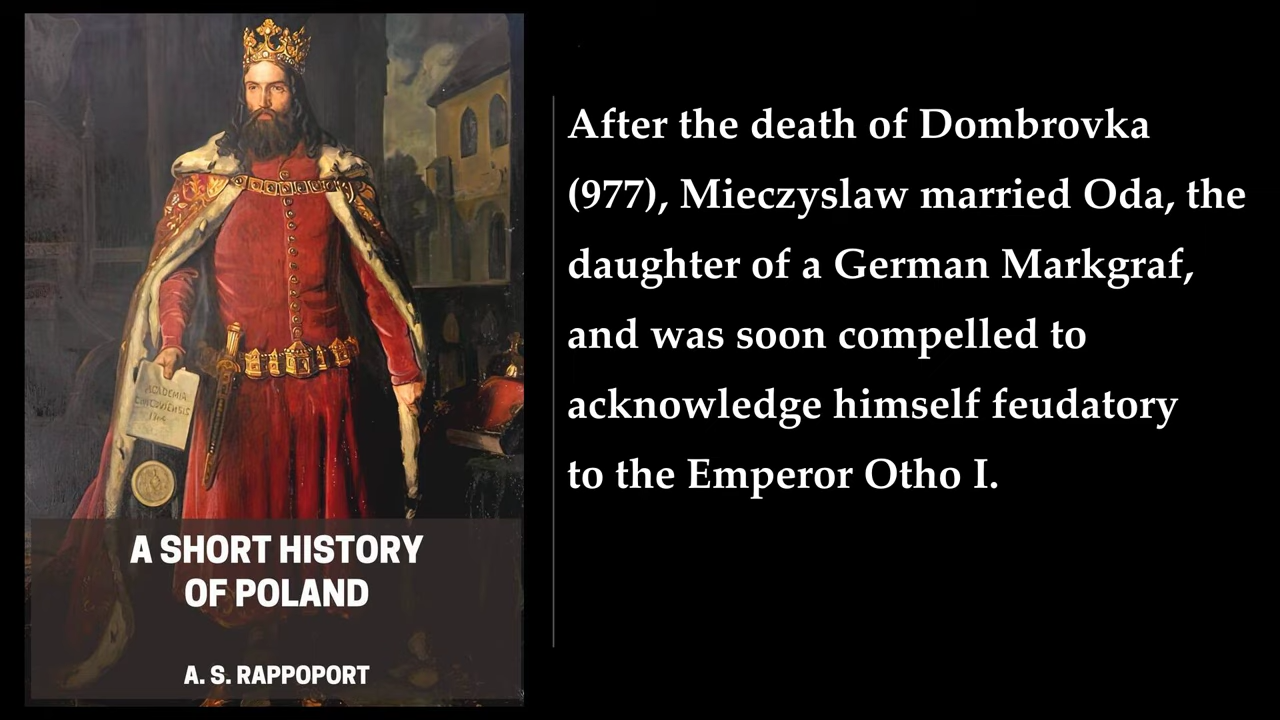 ACADEMIA
A SHORT HISTORY
OF POLAND
A. S. RAPPOPORT
After the death of Dombrovka
(977), Mieczyslaw married Oda, the
daughter of a German Markgraf,
and was soon compelled to
acknowledge himself feudatory
to the Emperor Otho I.